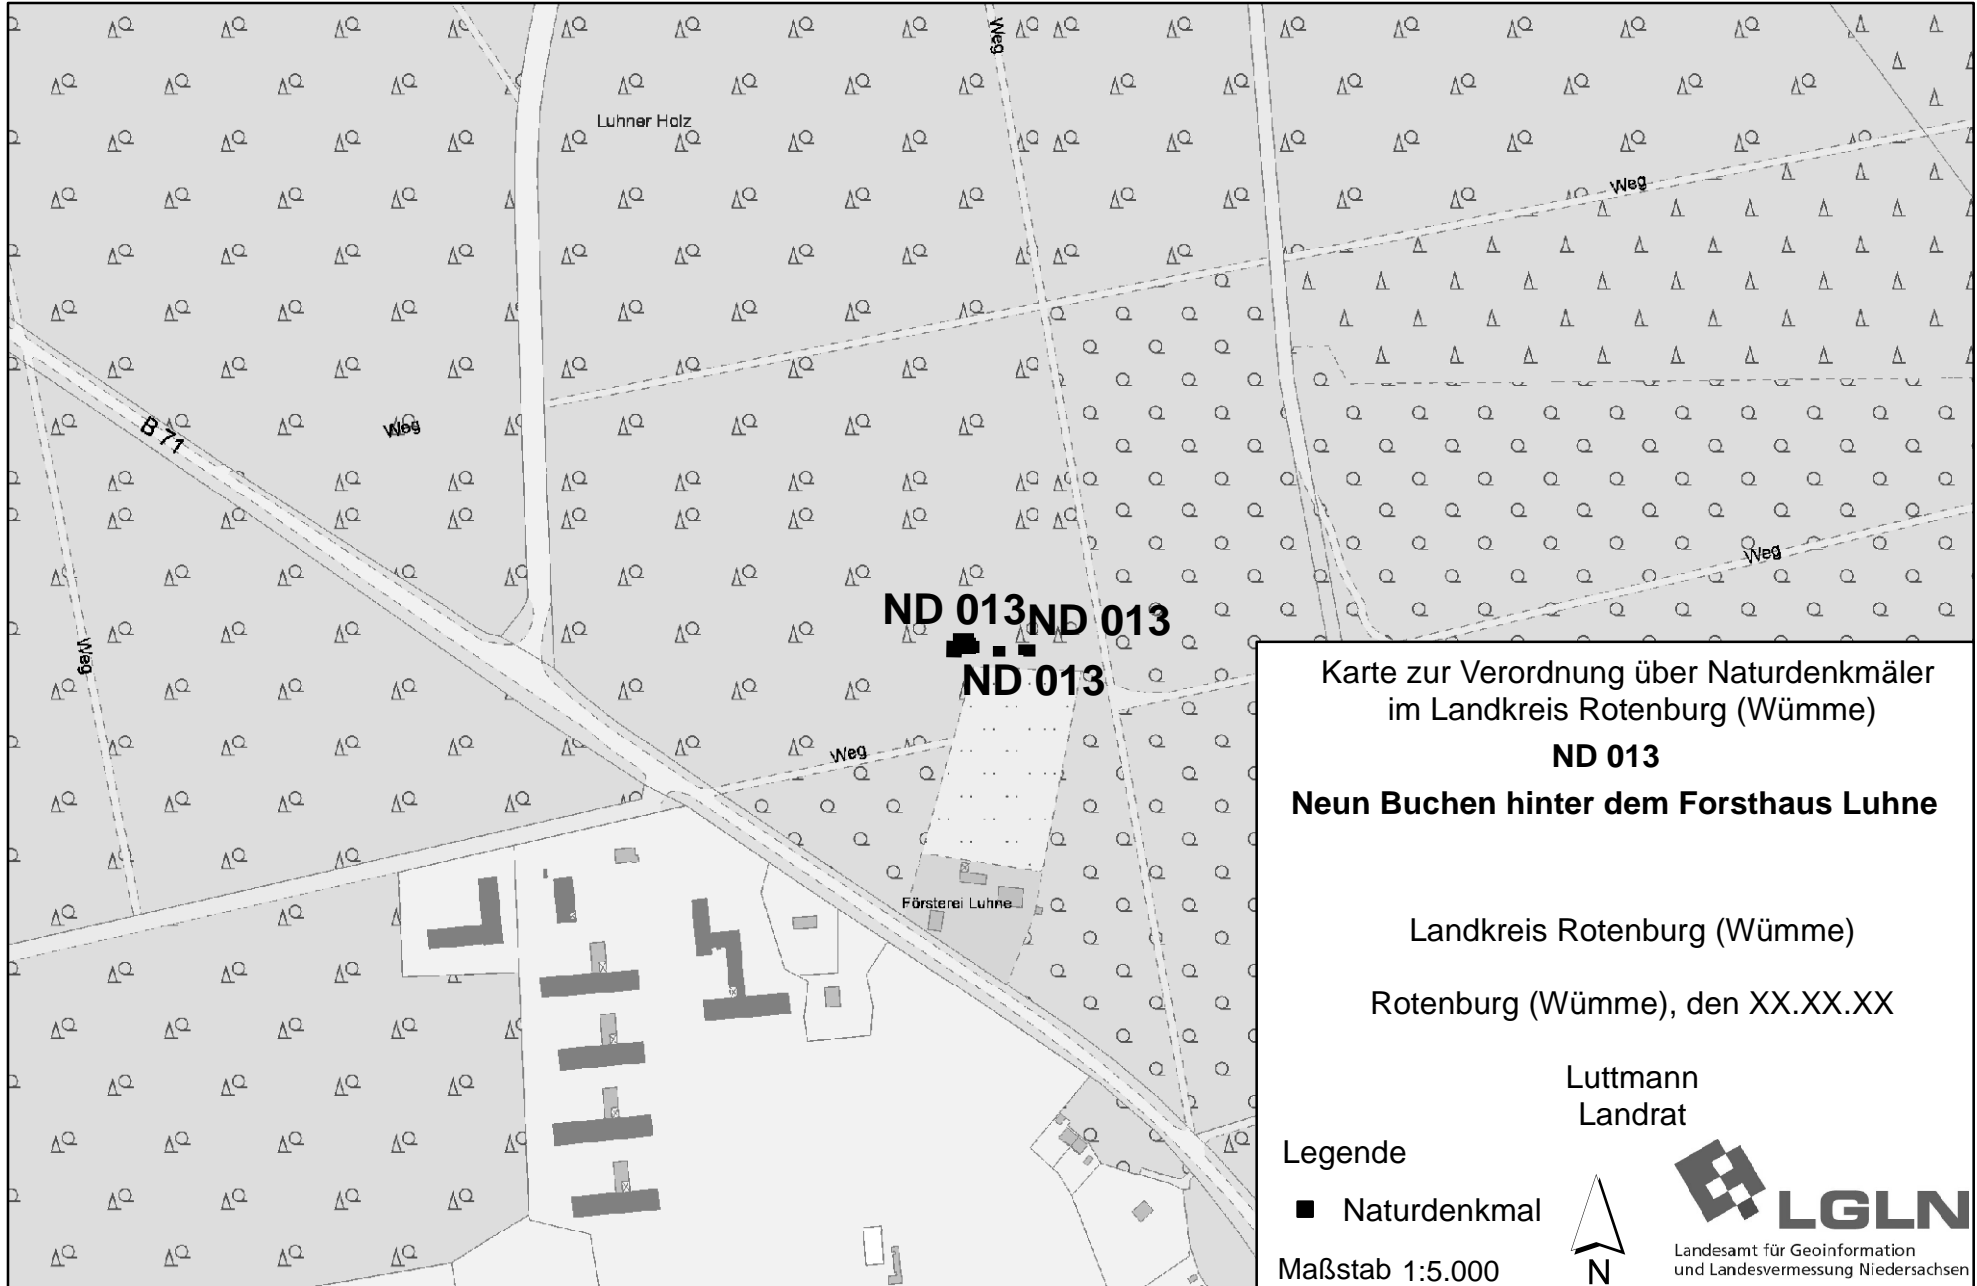 Weg
Luhner Holz
Weg
B 71
Weg
Weg
ND 013
ND 013
Weg
ND 013
Weg
Försterei Luhne
Karte zur Verordnung über Naturdenkmäler
im Landkreis Rotenburg (Wümme)
ND 013
Neun Buchen hinter dem Forsthaus Luhne
Landkreis Rotenburg (Wümme)
Rotenburg (Wümme), den XX.XX.XX
Luttmann
Landrat
Legende
Naturdenkmal
Maßstab 1:5.000
N
LGLN
Landesamt für Geoinformation
und Landesvermessung Niedersachsen